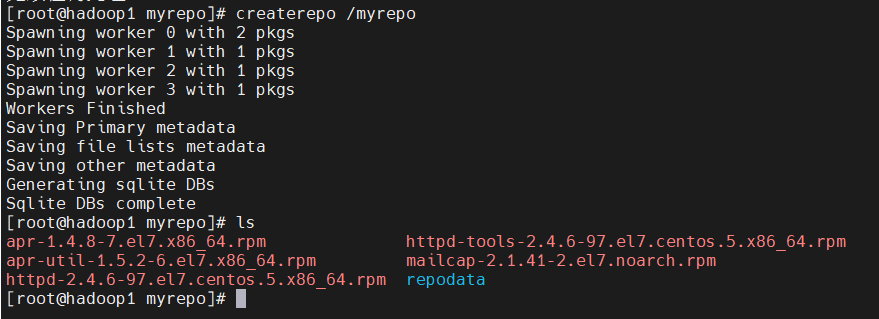 [root@hadoop1 myrepo]# createrepo /myrepo
Spawning worker 0 with 2 pkgs
Spawning worker 1 with 1 pkgs
Spawning worker 2 with 1 pkgs
Spawning worker 3 with 1 pkgs
Workers Finished
Saving Primary metadata
Saving file lists metadata
Saving other metadata
Generating sqlite DBs
Sqlite DBs complete
[root@hadoop1 myrepo]# ls
apr-1.4.8-7.el7.x86_64.rpm httpd-tools-2.4.6-97.el7.centos.5.x86_64.rpm
apr-util-1.5.2-6.el7.x86_64.rpm mailcap-2.1.41-2.el7.noarch.rpm
httpd-2.4.6-97.el7.centos.5.x86_64.rpm repodata
[root@hadoop1 myrepo]#